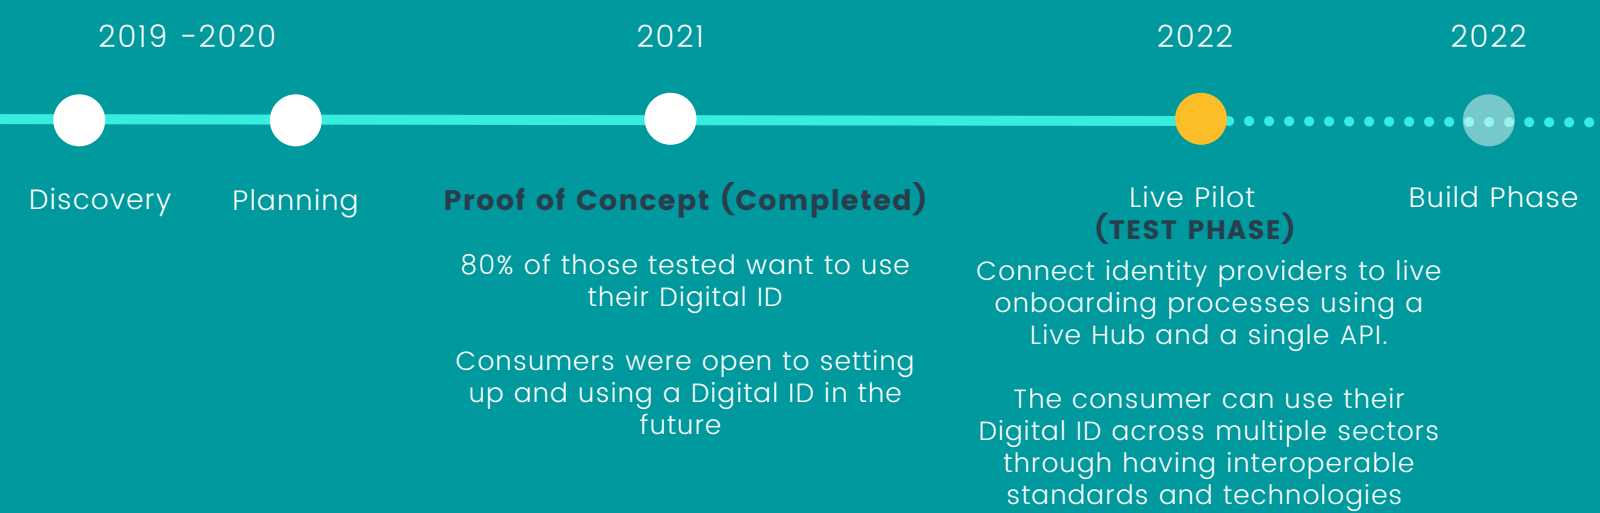 2019 -2020
2021
2022
2022
Discovery
Planning
Proof of Concept (Completed)
80% of those tested want to use
their Digital ID
Consumers were open to setting
up and using a Digital ID in the
future
Live Pilot
(TEST PHASE)
Connect identity providers to live
onboarding processes using a
Live Hub and a single API.
The consumer can use their
Digital ID across multiple sectors
through having interoperable
standards and technologies
Build Phase